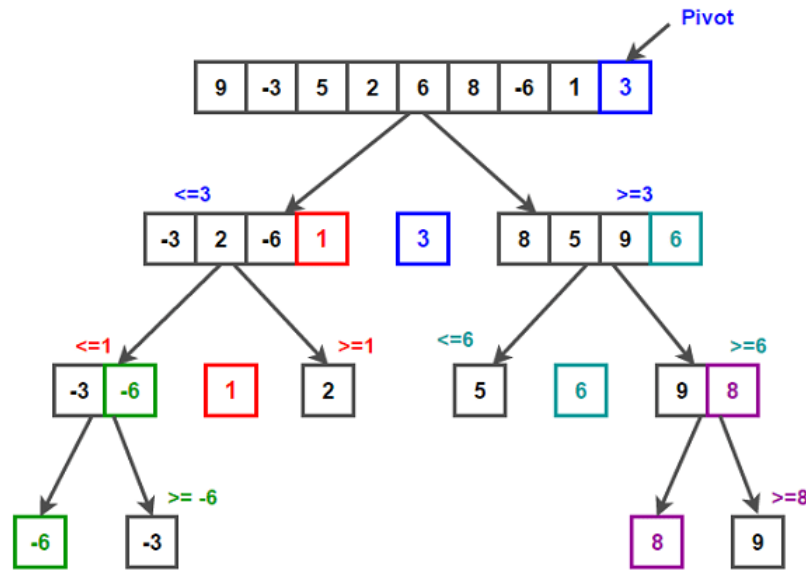 Pivot
9 -3 5 2 6 8 -6 1 3
<=3 >=3
-3 2 -6 1 3 8 5 9 6
<=1 >=1 <=6 >=6
-3 -6 1 2 5 6 9 8
>= -6 >=8
-6 -3 8 9